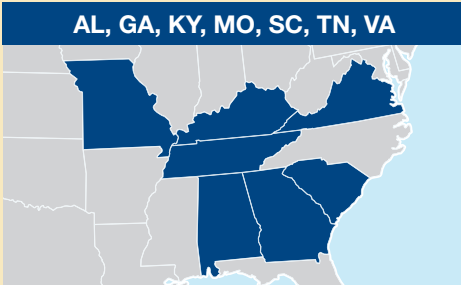 AL, GA, KY, MO, SC, TN, VA